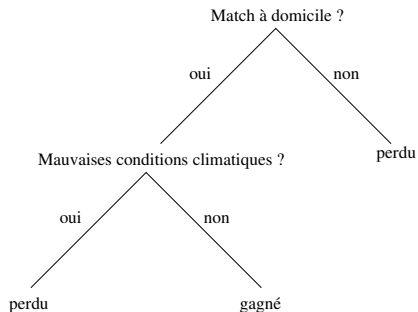 Match à domicile ?
oui
non
Mauvaises conditions climatiques ?
perdu
oui
non
perdu
gagné